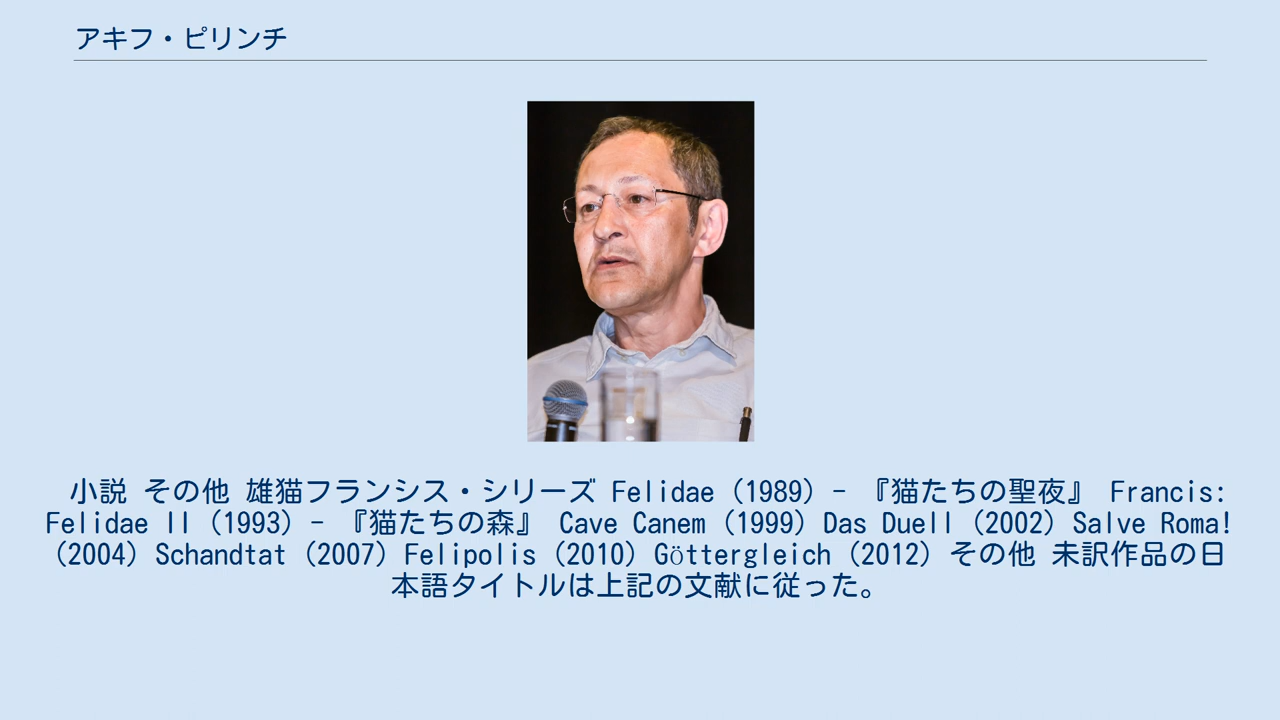 アキフ・ピリンチ
小説 その他 雄猫フランシス・シリーズ Felidae (1989) - 『猫たちの聖夜』 Francis:
Felidae II (1993) - 『猫たちの森』 Cave Canem (1999) Das Duell (2002) Salve Roma!
(2004) Schandtat (2007) Felipolis (2010) Göttergleich (2012) その他 未訳作品の日
本語タイトルは上記の文献に従った。